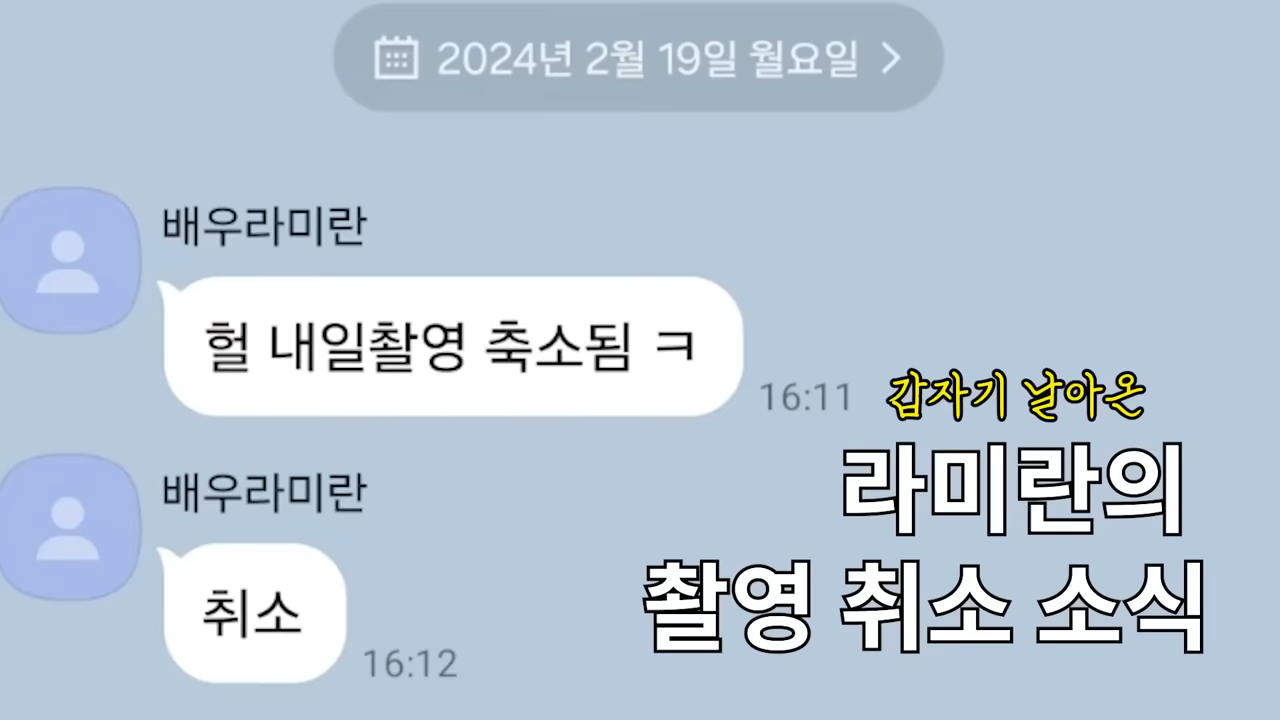 2024년 2월 19일 월요일 >
배우라미란
헐 내일촬영 축소됨 ㅋ
16:11
갑자기 날아온
라미란의
촬영 취소 소식
배우라미란
취소
16:12